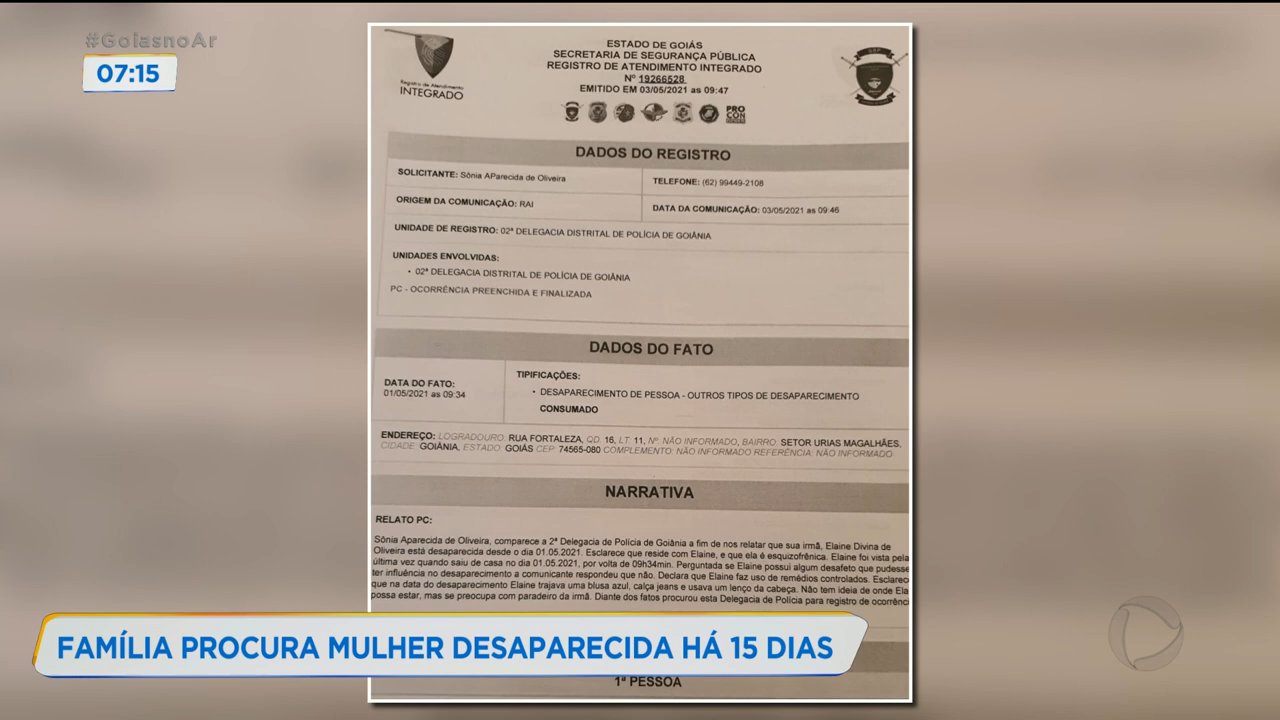 #GoiasnoAr
07:15
Registro de Atendimento
INTEGRADO
ESTADO DE GOIÁS
SECRETARIA DE SEGURANÇA PÚBLICA
REGISTRO DE ATENDIMENTO INTEGRADO
Nº 19266528
EMITIDO EM 03/05/2021 as 09:47
SSP
PRO
CON
DADOS DO REGISTRO
SOLICITANTE: Sônia AParecida de Oliveira
TELEFONE: (62) 99449-2108
ORIGEM DA COMUNICAÇÃO: RAI
DATA DA COMUNICAÇÃO: 03/05/2021 as 09:46
UNIDADE DE REGISTRO: 02ª DELEGACIA DISTRITAL DE POLÍCIA DE GOIÂNIA
UNIDADES ENVOLVIDAS:
• 02ª DELEGACIA DISTRITAL DE POLÍCIA DE GOIÂNIA
PC - OCORRÊNCIA PREENCHIDA E FINALIZADA
DADOS DO FATO
DATA DO FATO:
01/05/2021 as 09:34
TIPIFICAÇÕES:
• DESAPARECIMENTO DE PESSOA - OUTROS TIPOS DE DESAPARECIMENTO
CONSUMADO
ENDEREÇO: LOGRADOURO: RUA FORTALEZA, QD: 16, LT: 11, Nº: NÃO INFORMADO, BAIRRO: SETOR URIAS MAGALHÃES,
CIDADE: GOIÂNIA, ESTADO: GOIÁS CEP: 74565-080 COMPLEMENTO: NÃO INFORMADO REFERÊNCIA: NÃO INFORMADO
NARRATIVA
RELATO PC:
Sônia Aparecida de Oliveira, comparece a 2ª Delegacia de Polícia de Goiânia a fim de nos relatar que sua irmã, Elaine Divina de
Oliveira está desaparecida desde o dia 01.05.2021. Esclarece que reside com Elaine, e que ela é esquizofrênica. Elaine foi vista pela
última vez quando saiu de casa no dia 01.05.2021, por volta de 09h34min. Perguntada se Elaine possui algum desafeto que pudesse
ter influência no desaparecimento a comunicante respondeu que não. Declara que Elaine faz uso de remédios controlados. Esclarec
que na data do desaparecimento Elaine trajava uma blusa azul, calça jeans e usava um lenço da cabeça. Não tem ideia de onde Ela
possa estar, mas se preocupa com paradeiro da irmã. Diante dos fatos procurou esta Delegacia de Polícia para registro de ocorrênci
FAMÍLIA PROCURA MULHER DESAPARECIDA HÁ 15 DIAS
1ª PESSOA